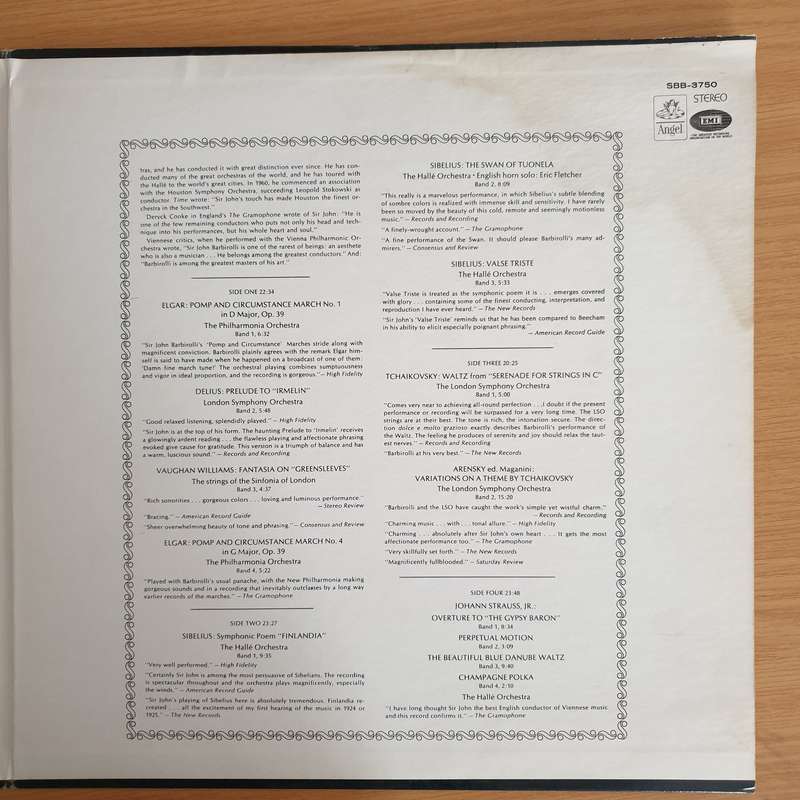 SBB-3750
STEREO
Angel
EMI
tras, and he has conducted it with great distinction ever since. He has con-
ducted many of the great orchestras of the world, and he has toured with
the Hallé to the world's great cities. In 1960, he commenced an association
with the Houston Symphony Orchestra, succeeding Leopold Stokowski as
conductor Time wrote: "Sir John's touch has made Houston the finest or-
chestra in the Southwest."
Deryck Cooke in England's The Gramophone wrote of Sir John: "He is
one of the few remaining conductors who puts not only his head and tech-
nique into his performances, but his whole heart and soul."
Viennese critics, when he performed with the Vienna Philharmonic Or-
chestra wrote, "Sir John Barbirolli is one of the rarest of beings: an aesthete
who is also a musician . . . He belongs among the greatest conductors." And:
"Barbirolli is among the greatest masters of his art."
SIDE ONE 22:34
ELGAR: POMP AND CIRCUMSTANCE MARCH No. 1
in D Major, Op. 39
The Philharmonia Orchestra
Band 1, 6:32
"Sir John Barbirolli's 'Pomp and Circumstance' Marches stride along with
magnificent conviction. Barbirolli plainly agrees with the remark Elgar him-
self is said to have made when he happened on a broadcast of one of them:
'Damn fine march tune!' The orchestral playing combines sumptuousness
and vigor in ideal proportion, and the recording is gorgeous." — High Fidelity
DELIUS: PRELUDE TO "IRMELIN"
London Symphony Orchestra
Band 2, 5:48
"Good relaxed listening, splendidly played." — High Fidelity
"Sir John is at the top of his form. The haunting Prelude to 'Irmelin' receives
a glowingly ardent reading . . . the flawless playing and affectionate phrasing
evoked give cause for gratitude. This version is a triumph of balance and has
a warm, luscious sound." — Records and Recording
VAUGHAN WILLIAMS: FANTASIA ON "GREENSLEEVES"
The strings of the Sinfonia of London
Band 3, 4:37
"Rich sonorities . . . gorgeous colors . . . loving and luminous performance."
— Stereo Review
"Bracing." — American Record Guide
"Sheer overwhelming beauty of tone and phrasing." — Consensus and Review
ELGAR: POMP AND CIRCUMSTANCE MARCH No. 4
in G Major, Op. 39
The Philharmonia Orchestra
Band 4, 5:22
"Played with Barbirolli's usual panache, with the New Philharmonia making
gorgeous sounds and in a recording that inevitably outclasses by a long way
earlier records of the marches." — The Gramophone
SIDE TWO 23:27
SIBELIUS: Symphonic Poem "FINLANDIA"
The Hallé Orchestra
Band 1, 9:35
"Very well performed." — High Fidelity
"Certainly Sir John is among the most persuasive of Sibelians. The recording
is spectacular throughout and the orchestra plays magnificently, especially
the winds." — American Record Guide
"Sir John's playing of Sibelius here is absolutely tremendous. Finlandia re-
created . . . all the excitement of my first hearing of the music in 1924 or
1925." — The New Records
SIBELIUS: THE SWAN OF TUONELA
The Hallé Orchestra · English horn solo: Eric Fletcher
Band 2, 8:09
"This really is a marvelous performance, in which Sibelius's subtle blending
of sombre colors is realized with immense skill and sensitivity. I have rarely
been so moved by the beauty of this cold, remote and seemingly motionless
music." — Records and Recording
"A finely-wrought account." — The Gramophone
"A fine performance of the Swan. It should please Barbirolli's many ad-
mirers." — Consensus and Review
SIBELIUS: VALSE TRISTE
The Hallé Orchestra
Band 3, 5:33
"Valse Triste is treated as the symphonic poem it is . . . emerges covered
with glory . . . containing some of the finest conducting, interpretation, and
reproduction I have ever heard." — The New Records
"Sir John's 'Valse Triste' reminds us that he has been compared to Beecham
in his ability to elicit especially poignant phrasing."
— American Record Guide
SIDE THREE 20:25
TCHAIKOVSKY: WALTZ from "SERENADE FOR STRINGS IN C"
The London Symphony Orchestra
Band 1, 5:00
"Comes very near to achieving all-round perfection . . . I doubt if the present
performance or recording will be surpassed for a very long time. The LSO
strings are at their best. The tone is rich, the intonation secure. The direc-
tion dolce e molto grazioso exactly describes Barbirolli's performance of
the Waltz. The feeling he produces of serenity and joy should relax the taut-
est nerves." — Records and Recording
"Barbirolli at his very best." — The New Records
ARENSKY ed. Maganini:
VARIATIONS ON A THEME BY TCHAIKOVSKY
The London Symphony Orchestra
Band 2, 15:20
"Barbirolli and the LSO have caught the work's simple yet wistful charm."
— Records and Recording
"Charming music . . . with . . . tonal allure." — High Fidelity
"Charming . . . absolutely after Sir John's own heart . . . It gets the most
affectionate performance too." — The Gramophone
"Very skillfully set forth." — The New Records
"Magnificently fullblooded." — Saturday Review
SIDE FOUR 23:48
JOHANN STRAUSS, JR.:
OVERTURE TO "THE GYPSY BARON"
Band 1, 8:34
PERPETUAL MOTION
Band 2, 3:09
THE BEAUTIFUL BLUE DANUBE WALTZ
Band 3, 9:40
CHAMPAGNE POLKA
Band 4, 2:10
The Hallé Orchestra
"I have long thought Sir John the best English conductor of Viennese music
and this record confirms it." — The Gramophone